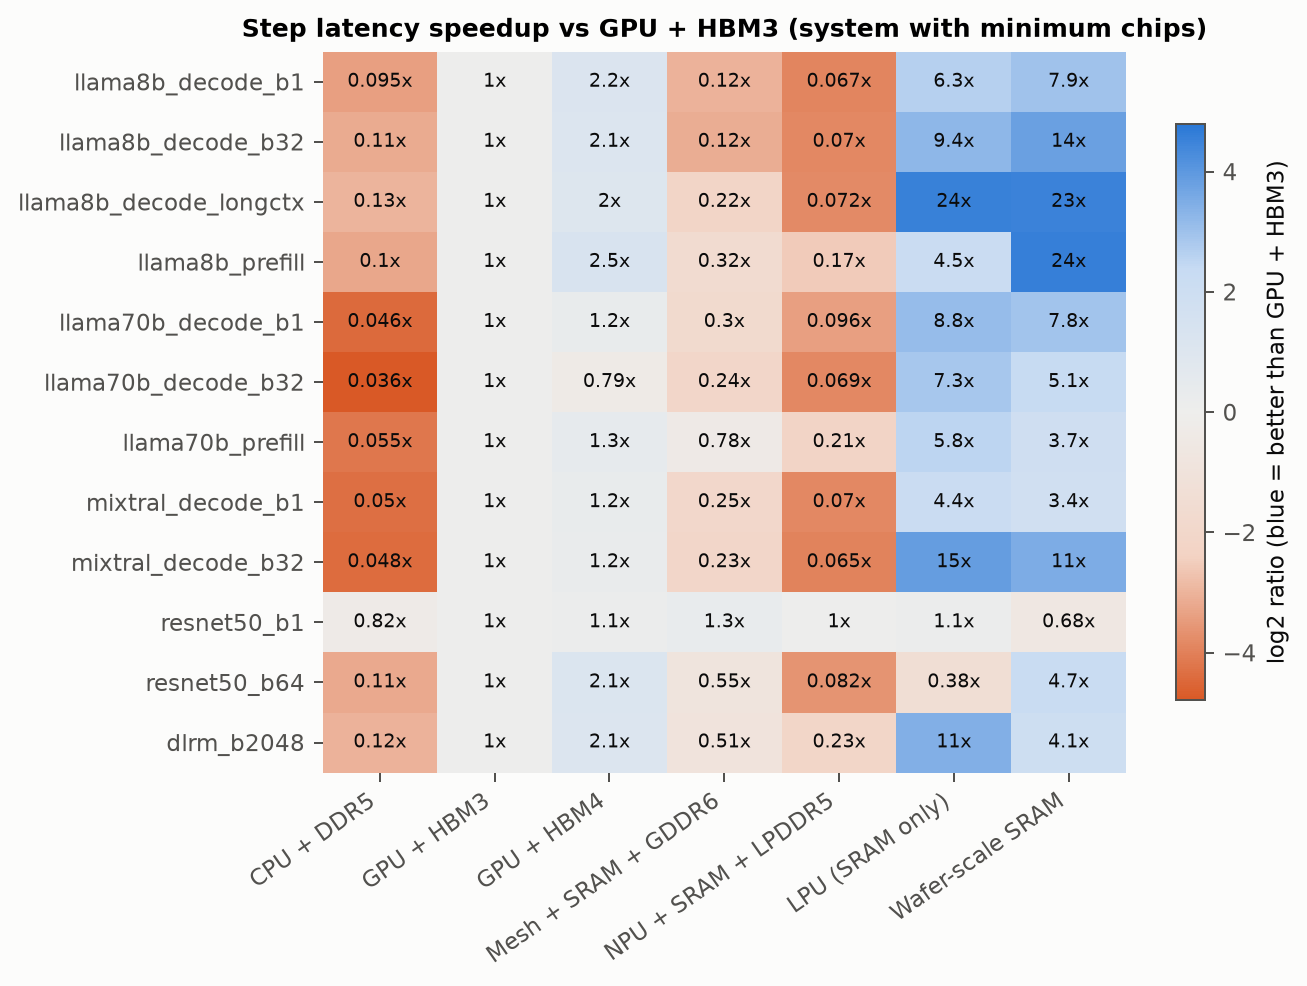 Step latency speedup vs GPU + HBM3 (system with minimum chips)
llama8b_decode_b1 0.095x 1x 2.2x 0.12x 0.067x 6.3x 7.9x
llama8b_decode_b32 0.11x 1x 2.1x 0.12x 0.07x 9.4x 14x
llama8b_decode_longctx 0.13x 1x 2x 0.22x 0.072x 24x 23x
llama8b_prefill 0.1x 1x 2.5x 0.32x 0.17x 4.5x 24x
llama70b_decode_b1 0.046x 1x 1.2x 0.3x 0.096x 8.8x 7.8x
llama70b_decode_b32 0.036x 1x 0.79x 0.24x 0.069x 7.3x 5.1x
llama70b_prefill 0.055x 1x 1.3x 0.78x 0.21x 5.8x 3.7x
mixtral_decode_b1 0.05x 1x 1.2x 0.25x 0.07x 4.4x 3.4x
mixtral_decode_b32 0.048x 1x 1.2x 0.23x 0.065x 15x 11x
resnet50_b1 0.82x 1x 1.1x 1.3x 1x 1.1x 0.68x
resnet50_b64 0.11x 1x 2.1x 0.55x 0.082x 0.38x 4.7x
dlrm_b2048 0.12x 1x 2.1x 0.51x 0.23x 11x 4.1x
CPU + DDR5
GPU + HBM3
GPU + HBM4
Mesh + SRAM + GDDR6
NPU + SRAM + LPDDR5
LPU (SRAM only)
Wafer-scale SRAM
4
2
0
−2
−4
log2 ratio (blue = better than GPU + HBM3)